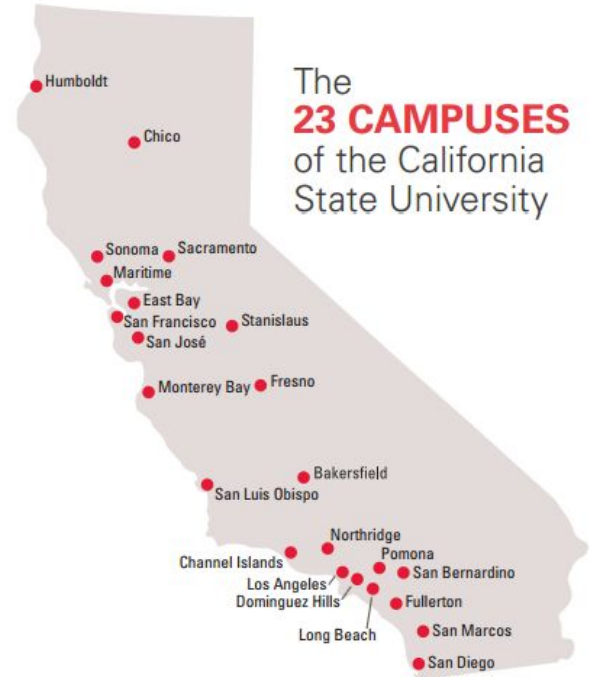 The
23 CAMPUSES
of the California
State University
Humboldt
Chico
Sonoma
Sacramento
Maritime
East Bay
San Francisco
Stanislaus
San José
Monterey Bay
Fresno
Bakersfield
San Luis Obispo
Northridge
Pomona
Channel Islands
San Bernardino
Los Angeles
Dominguez Hills
Fullerton
Long Beach
San Marcos
San Diego